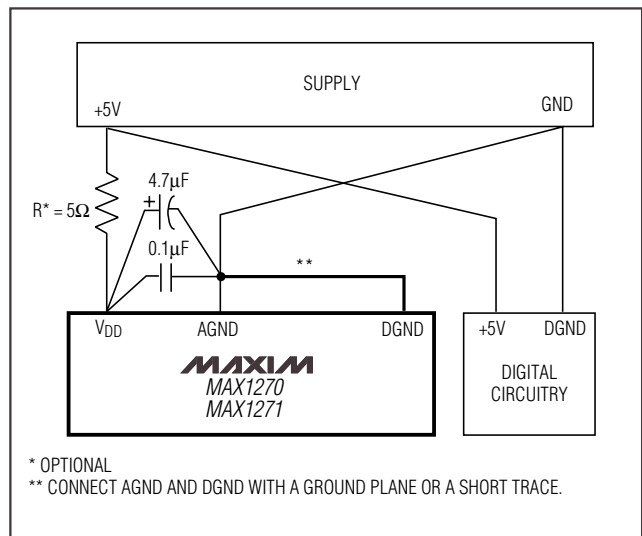 SUPPLY
+5V
GND
4.7µF
+
R* = 5Ω
0.1µF
**
VDD
AGND
DGND
+5V
DGND
MAXIM
MAX1270
MAX1271
DIGITAL
CIRCUITRY
* OPTIONAL
** CONNECT AGND AND DGND WITH A GROUND PLANE OR A SHORT TRACE.